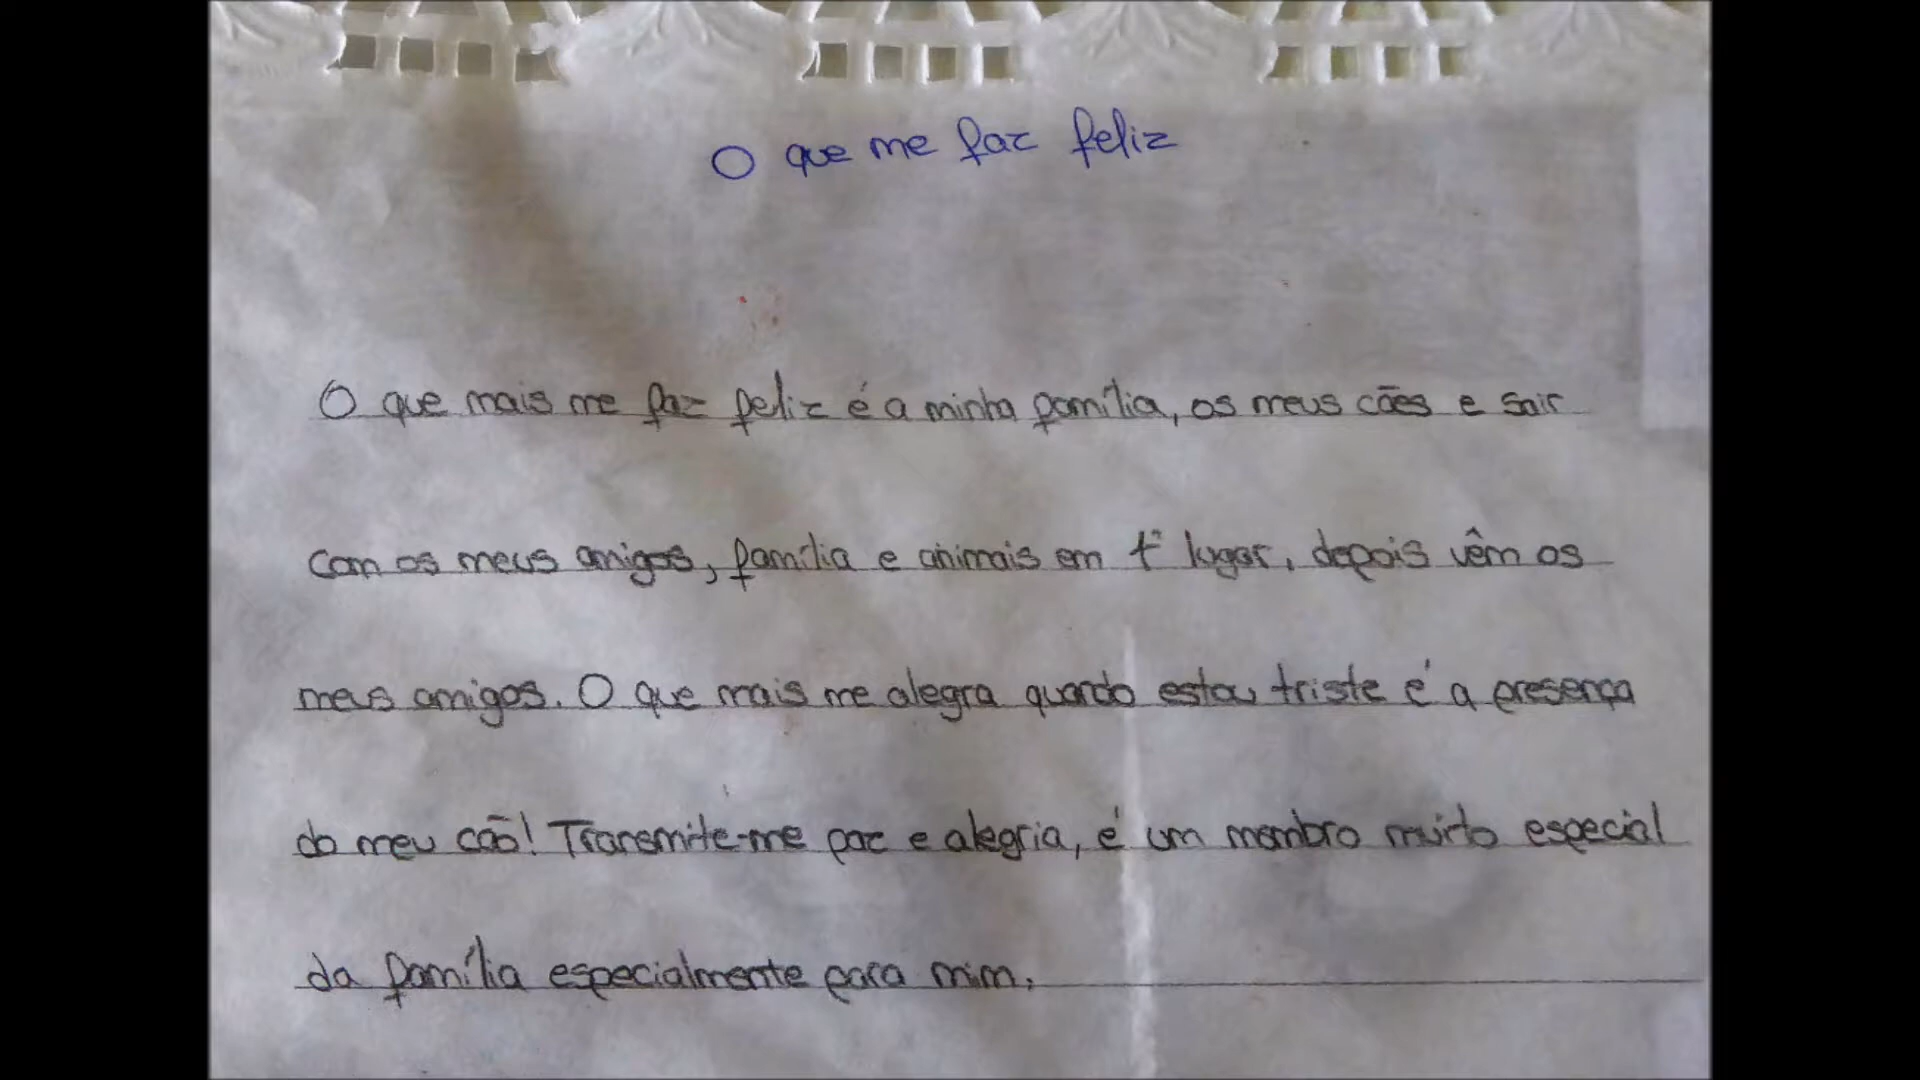 O que me faz feliz
O que mais me faz feliz é a minha família, os meus cães e sair
com os meus amigos, família e animais em 1º lugar, depois vêm os
meus amigos. O que mais me alegra quando estou triste é a presença
do meu cão! Transmite-me paz e alegria, é um membro muito especial
da família especialmente para mim.